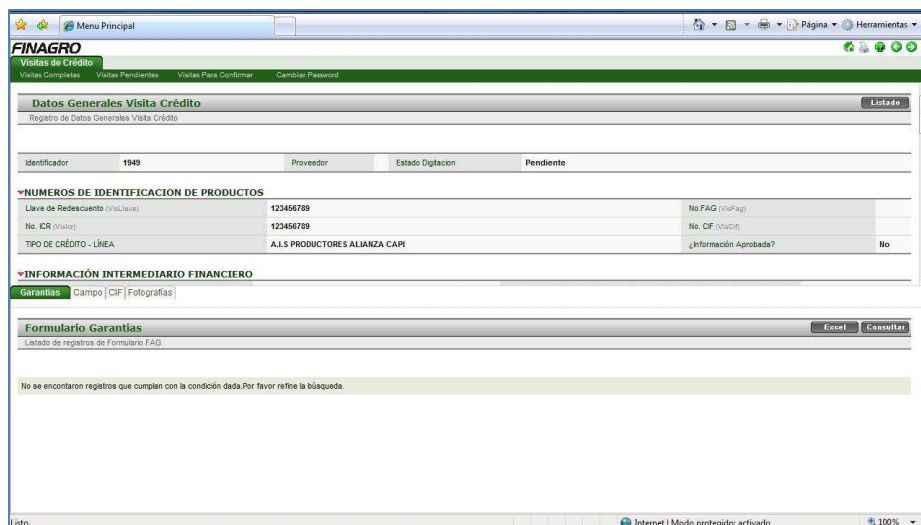 Menu Principal Página Herramientas
FINAGRO
Visitas de Crédito
Visitas Completas Visitas Pendientes Visitas Para Confirmar Cambiar Password
Datos Generales Visita Crédito Listado
Registro de Datos Generales Visita Crédito
Identificador 1949 Proveedor Estado Digitacion Pendiente
NUMEROS DE IDENTIFICACION DE PRODUCTOS
Llave de Redescuento (VisLlave) 123456789 No.FAG (VisFag)
No. ICR (VisIcr) 123456789 No. CIF (VisCif)
TIPO DE CRÉDITO - LÍNEA A.I.S PRODUCTORES ALIANZA CAPI ¿Información Aprobada? No
INFORMACIÓN INTERMEDIARIO FINANCIERO
Garantias Campo CIF Fotografías
Formulario Garantias Excel Consultar
Listado de registros de Formulario FAG
No se encontaron registros que cumplan con la condición dada.Por favor refine la búsqueda.
Listo. Internet | Modo protegido: activado 100%